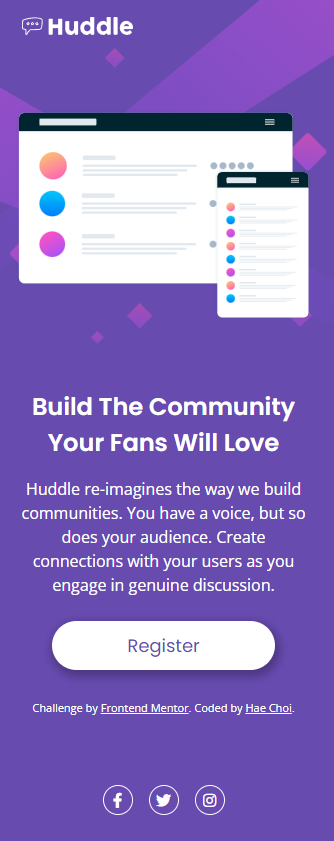 Huddle
Build The Community
Your Fans Will Love
Huddle re-imagines the way we build
communities. You have a voice, but so
does your audience. Create
connections with your users as you
engage in genuine discussion.
Register
Challenge by Frontend Mentor. Coded by Hae Choi.